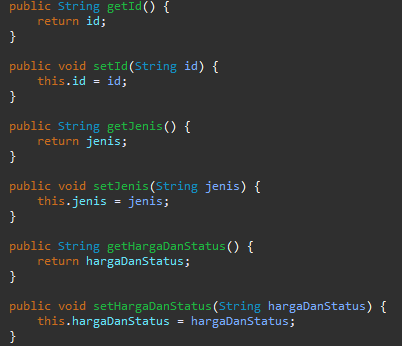 public String getId() {
    return id;
}
public void setId(String id) {
    this.id = id;
}
public String getJenis() {
    return jenis;
}
public void setJenis(String jenis) {
    this.jenis = jenis;
}
public String getHargaDanStatus() {
    return hargaDanStatus;
}
public void setHargaDanStatus(String hargaDanStatus) {
    this.hargaDanStatus = hargaDanStatus;
}